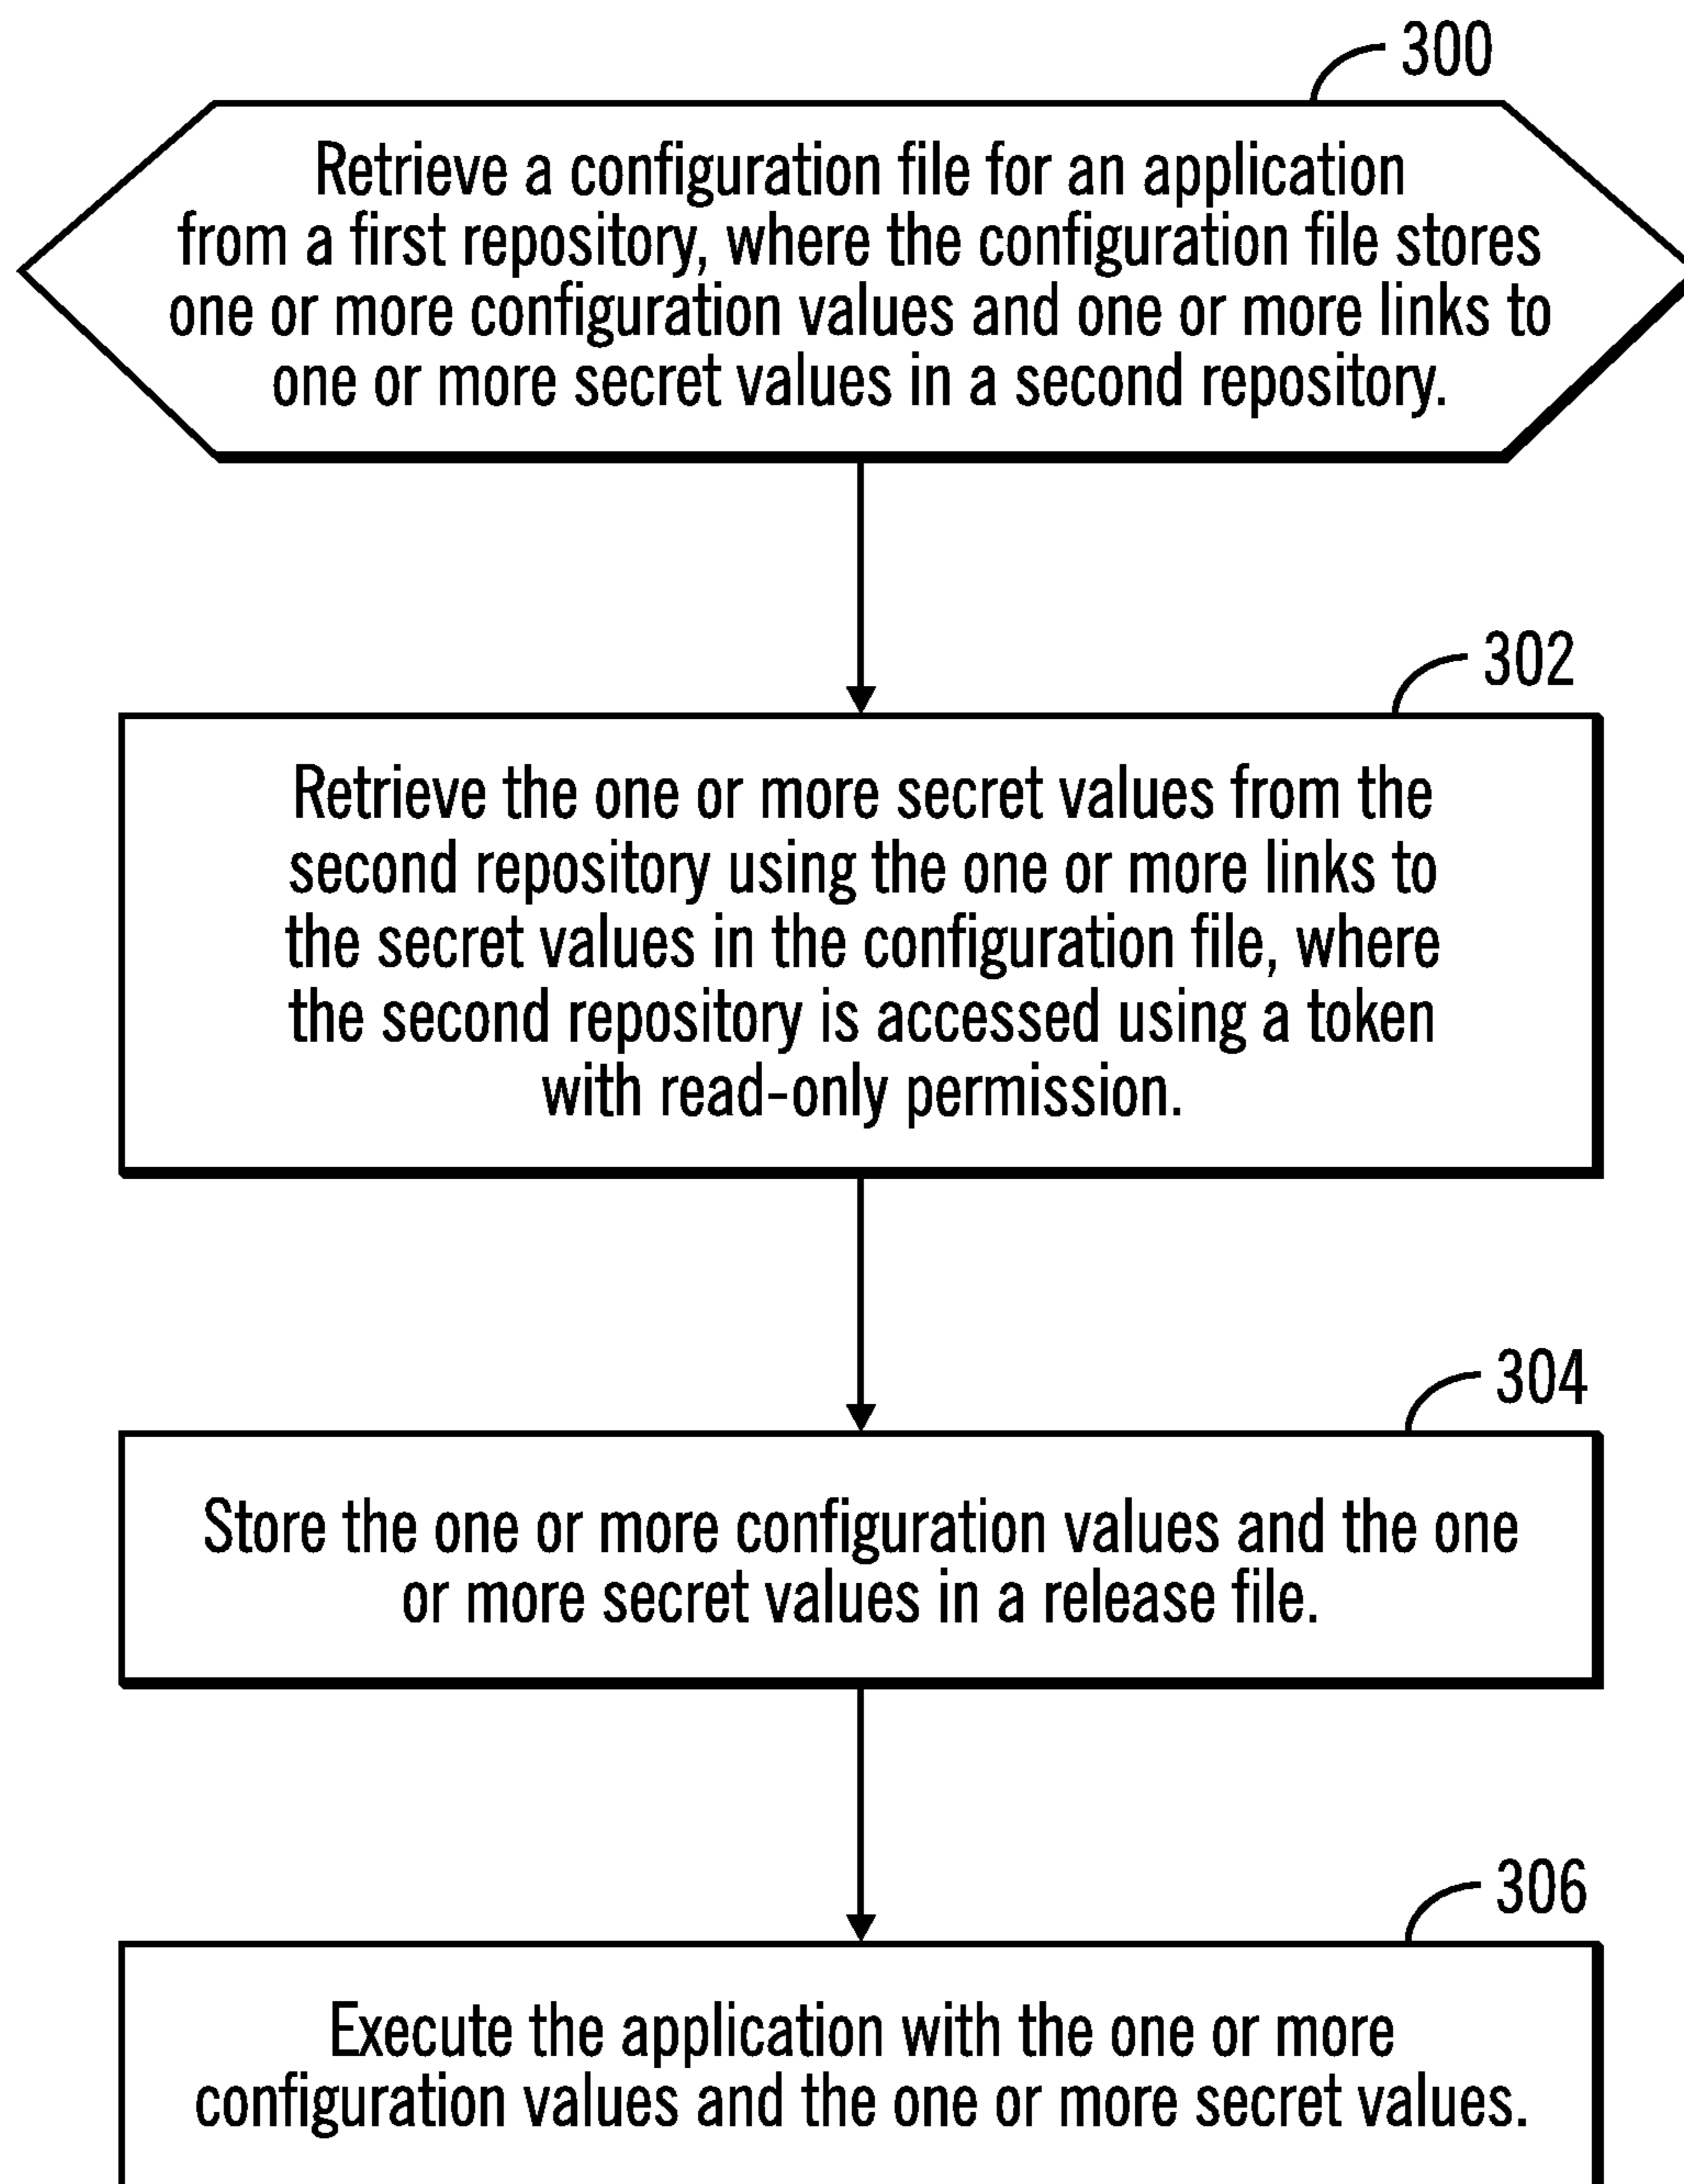 300
Retrieve a configuration file for an application
from a first repository, where the configuration file stores
one or more configuration values and one or more links to
one or more secret values in a second repository.
302
Retrieve the one or more secret values from the
second repository using the one or more links to
the secret values in the configuration file, where
the second repository is accessed using a token
with read-only permission.
304
Store the one or more configuration values and the one
or more secret values in a release file.
306
Execute the application with the one or more
configuration values and the one or more secret values.